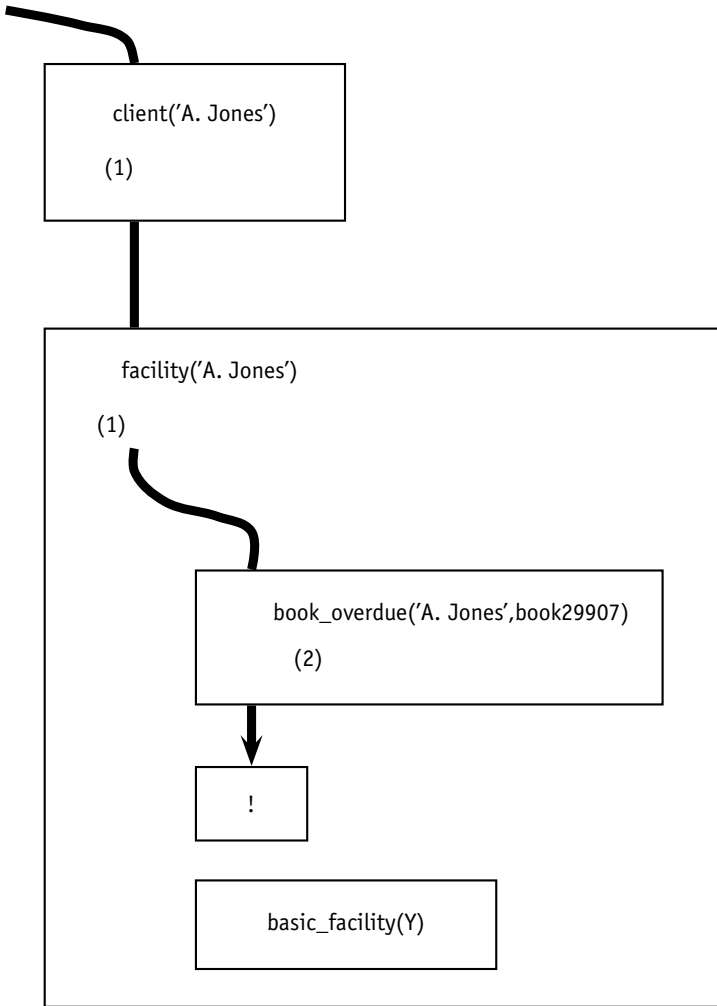 client('A. Jones')
(1)
facility('A. Jones')
(1)
book_overdue('A. Jones',book29907)
(2)
!
basic_facility(Y)